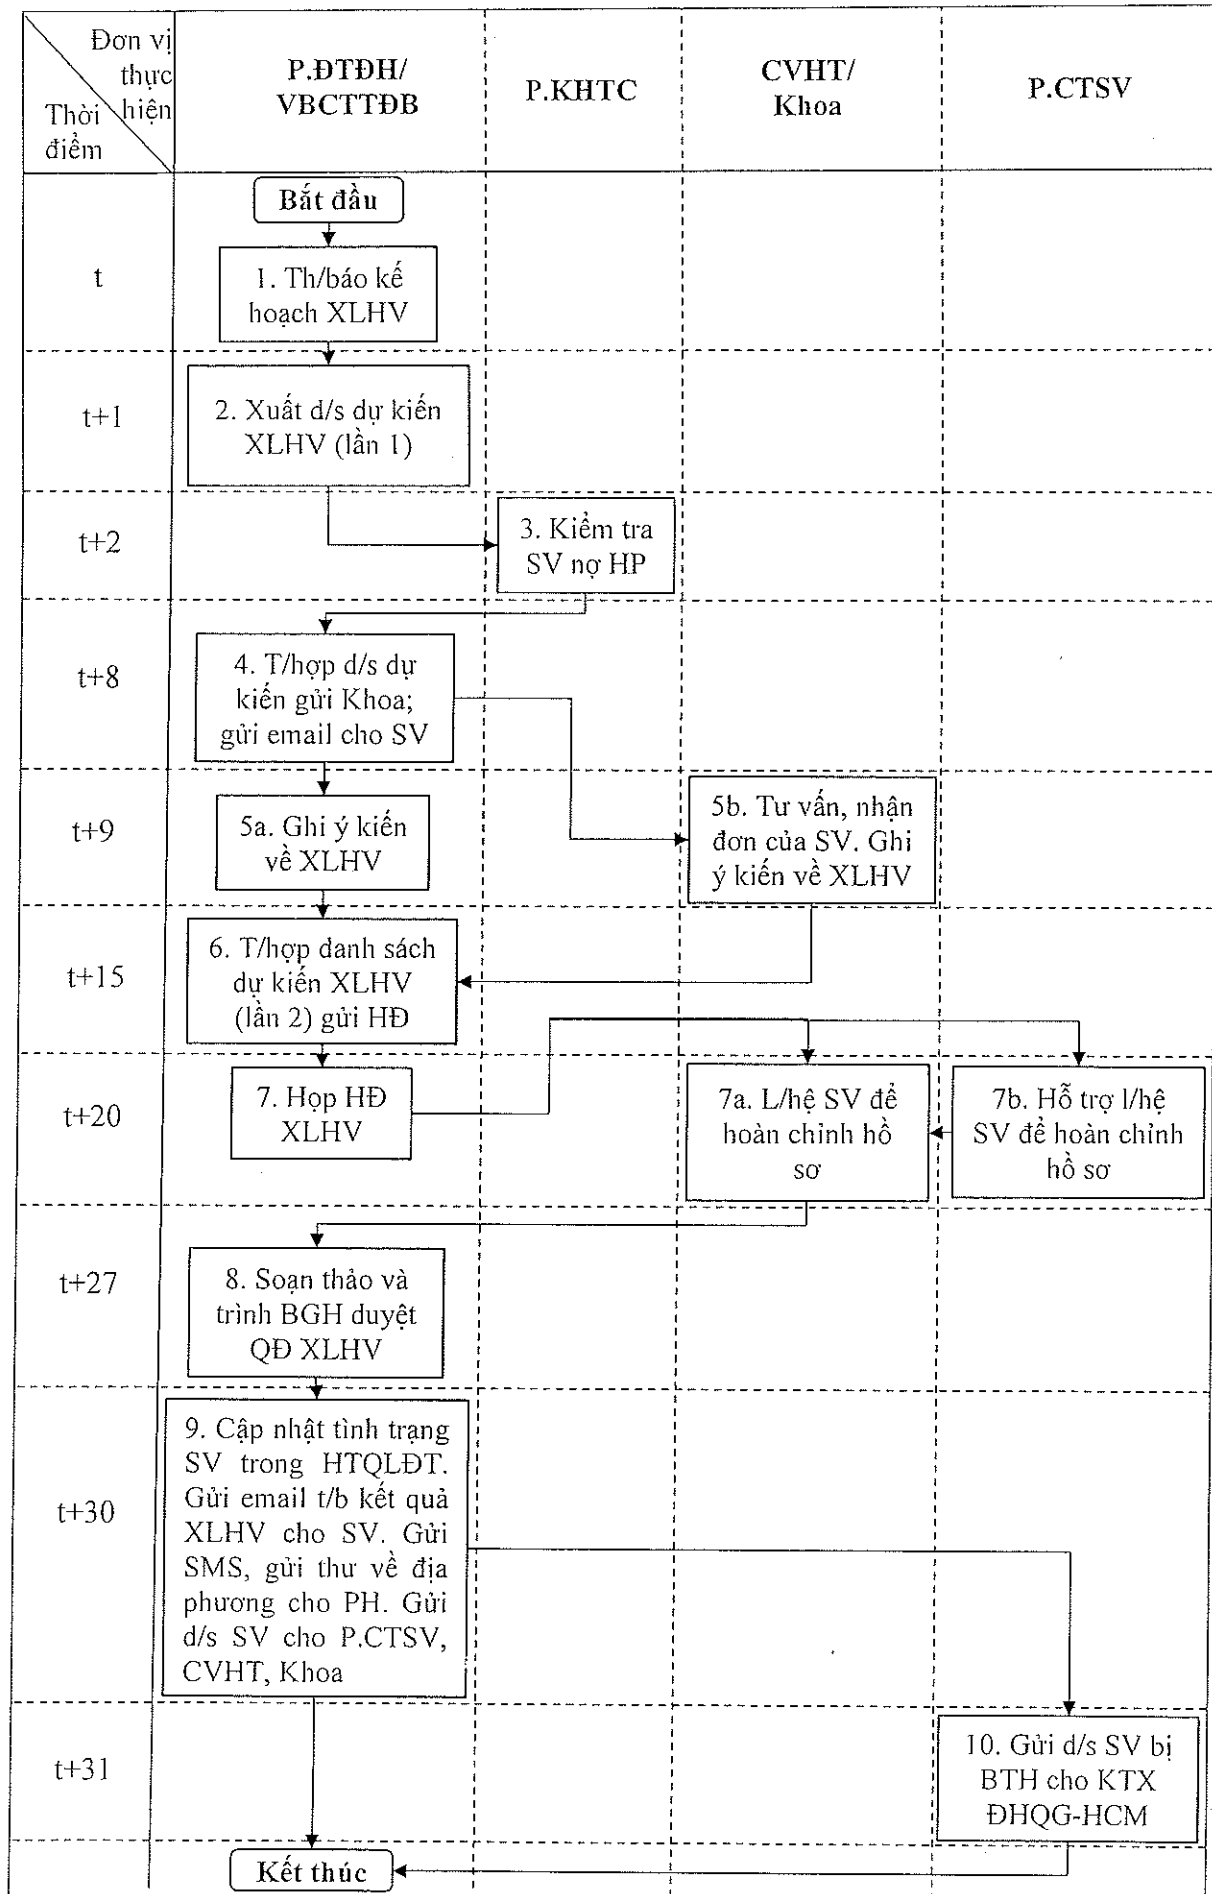 Đơn vị
thực
hiện
Thời
điểm
P.ĐTĐH/
VBCTTĐB
P.KHTC
CVHT/
Khoa
P.CTSV
Bắt đầu
t
1. Th/báo kế
hoạch XLHV
t+1
2. Xuất d/s dự kiến
XLHV (lần 1)
t+2
3. Kiểm tra
SV nợ HP
t+8
4. T/hợp d/s dự
kiến gửi Khoa;
gửi email cho SV
t+9
5a. Ghi ý kiến
về XLHV
5b. Tư vấn, nhận
đơn của SV. Ghi
ý kiến về XLHV
t+15
6. T/hợp danh sách
dự kiến XLHV
(lần 2) gửi HĐ
t+20
7. Họp HĐ
XLHV
7a. L/hệ SV để
hoàn chỉnh hồ
sơ
7b. Hỗ trợ l/hệ
SV để hoàn chỉnh
hồ sơ
t+27
8. Soạn thảo và
trình BGH duyệt
QĐ XLHV
t+30
9. Cập nhật tình trạng
SV trong HTQLĐT.
Gửi email t/b kết quả
XLHV cho SV. Gửi
SMS, gửi thư về địa
phương cho PH. Gửi
d/s SV cho P.CTSV,
CVHT, Khoa
t+31
10. Gửi d/s SV bị
BTH cho KTX
ĐHQG-HCM
Kết thúc